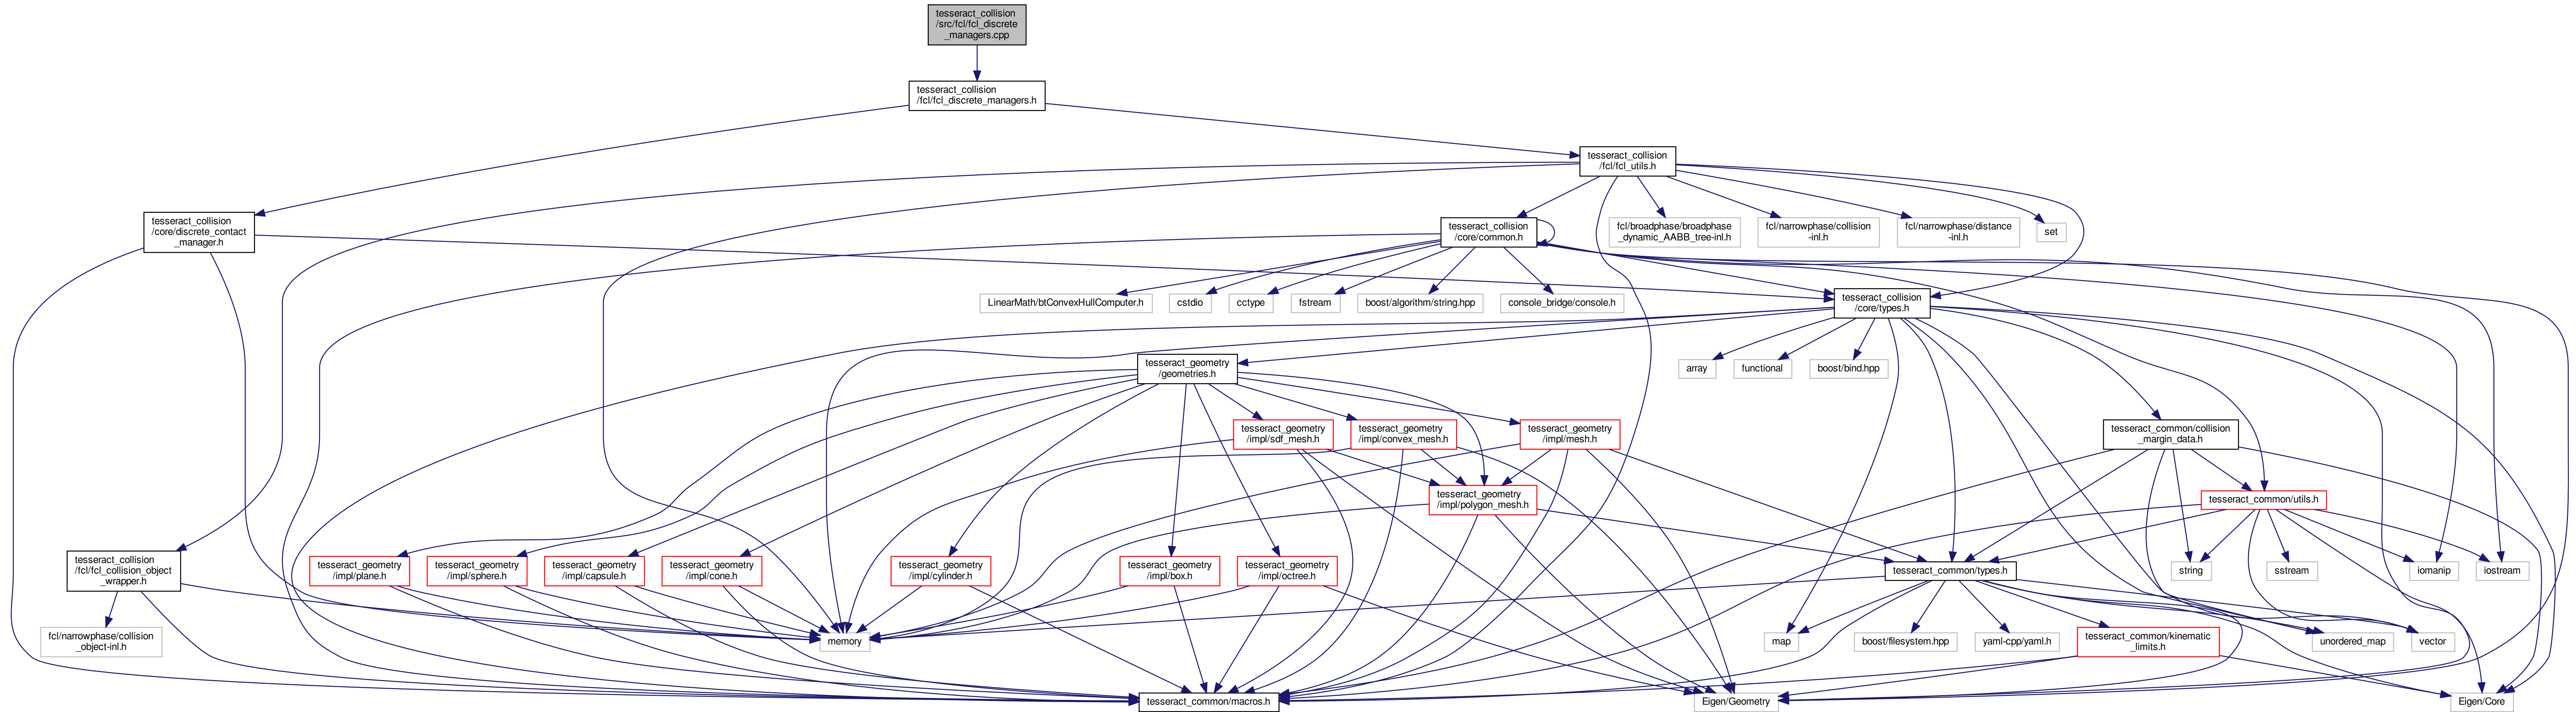 tesseract_collision
/src/fcl/fcl_discrete
_managers.cpp
tesseract_collision
/fcl/fcl_discrete_managers.h
tesseract_collision
/fcl/fcl_utils.h
tesseract_collision
/core/discrete_contact
_manager.h
tesseract_collision
/core/common.h
fcl/broadphase/broadphase
_dynamic_AABB_tree-inl.h
fcl/narrowphase/collision
-inl.h
fcl/narrowphase/distance
-inl.h
set
LinearMath/btConvexHullComputer.h
cstdio
cctype
fstream
boost/algorithm/string.hpp
console_bridge/console.h
tesseract_collision
/core/types.h
tesseract_geometry
/geometries.h
array
functional
boost/bind.hpp
tesseract_geometry
/impl/sdf_mesh.h
tesseract_geometry
/impl/convex_mesh.h
tesseract_geometry
/impl/mesh.h
tesseract_common/collision
_margin_data.h
tesseract_geometry
/impl/polygon_mesh.h
tesseract_common/utils.h
tesseract_collision
/fcl/fcl_collision_object
_wrapper.h
tesseract_geometry
/impl/plane.h
tesseract_geometry
/impl/sphere.h
tesseract_geometry
/impl/capsule.h
tesseract_geometry
/impl/cone.h
tesseract_geometry
/impl/cylinder.h
tesseract_geometry
/impl/box.h
tesseract_geometry
/impl/octree.h
tesseract_common/types.h
string
sstream
iomanip
iostream
fcl/narrowphase/collision
_object-inl.h
memory
map
boost/filesystem.hpp
yaml-cpp/yaml.h
tesseract_common/kinematic
_limits.h
unordered_map
vector
tesseract_common/macros.h
Eigen/Geometry
Eigen/Core